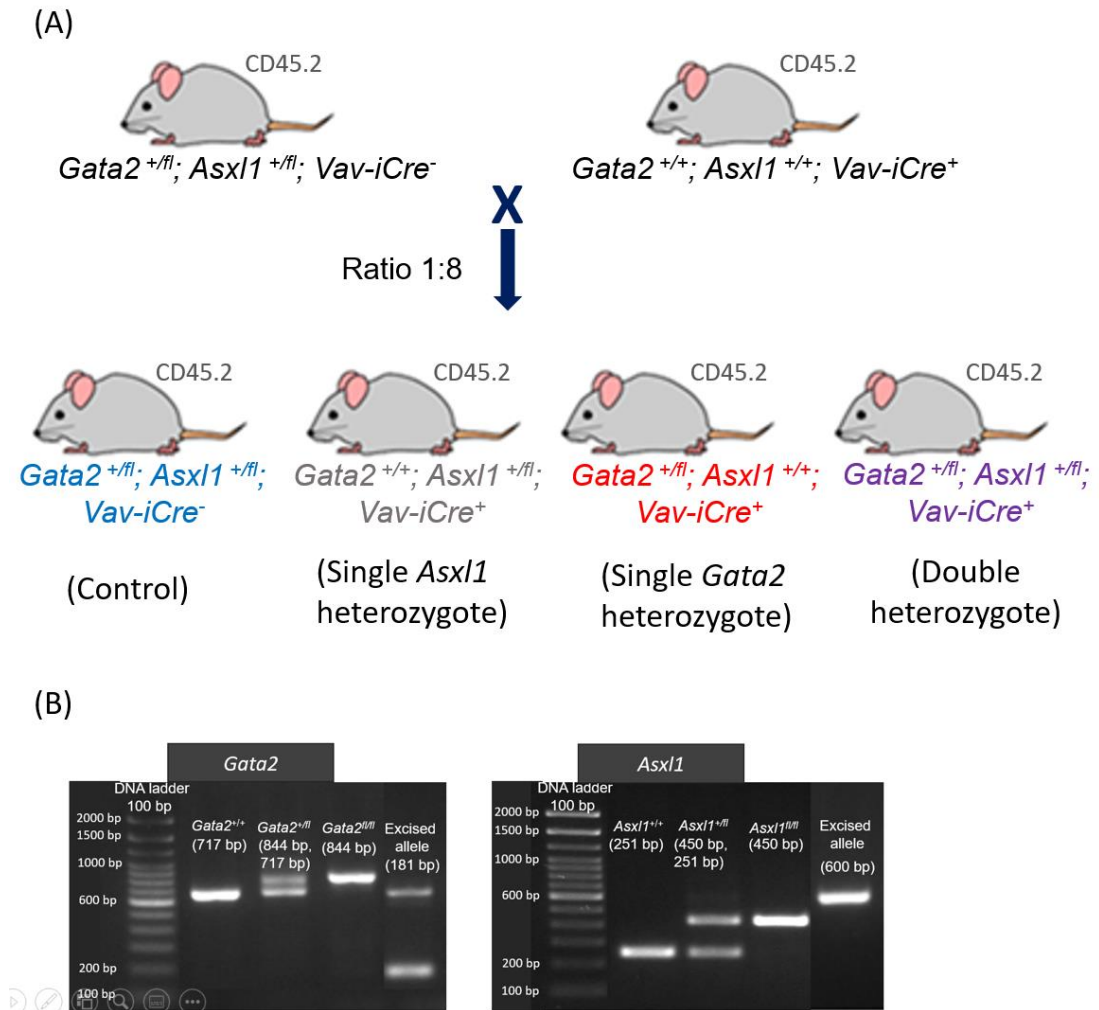 (A)
CD45.2 CD45.2
Gata2 +/fl; Asxl1 +/fl; Vav-iCre- Gata2 +/+; Asxl1 +/+; Vav-iCre+
X
Ratio 1:8
CD45.2 CD45.2 CD45.2 CD45.2
Gata2 +/fl; Asxl1 +/fl; Gata2 +/+; Asxl1 +/fl; Gata2 +/fl; Asxl1 +/+; Gata2 +/fl; Asxl1 +/fl;
Vav-iCre- Vav-iCre+ Vav-iCre+ Vav-iCre+
(Control) (Single Asxl1 (Single Gata2 (Double
heterozygote) heterozygote) heterozygote)
(B)
Gata2
DNA ladder
100 bp
2000 bp
1500 bp
1000 bp
600 bp
200 bp
100 bp
Gata2+/+
(717 bp)
Gata2+/fl
(844 bp,
717 bp)
Gata2fl/fl
(844 bp)
Excised
allele
(181 bp)
Asxl1
DNA ladder
100 bp
2000 bp
1500 bp
1000 bp
600 bp
200 bp
100 bp
Asxl1+/+
(251 bp)
Asxl1+/fl
(450 bp,
251 bp)
Asxl1fl/fl
(450 bp)
Excised
allele
(600 bp)